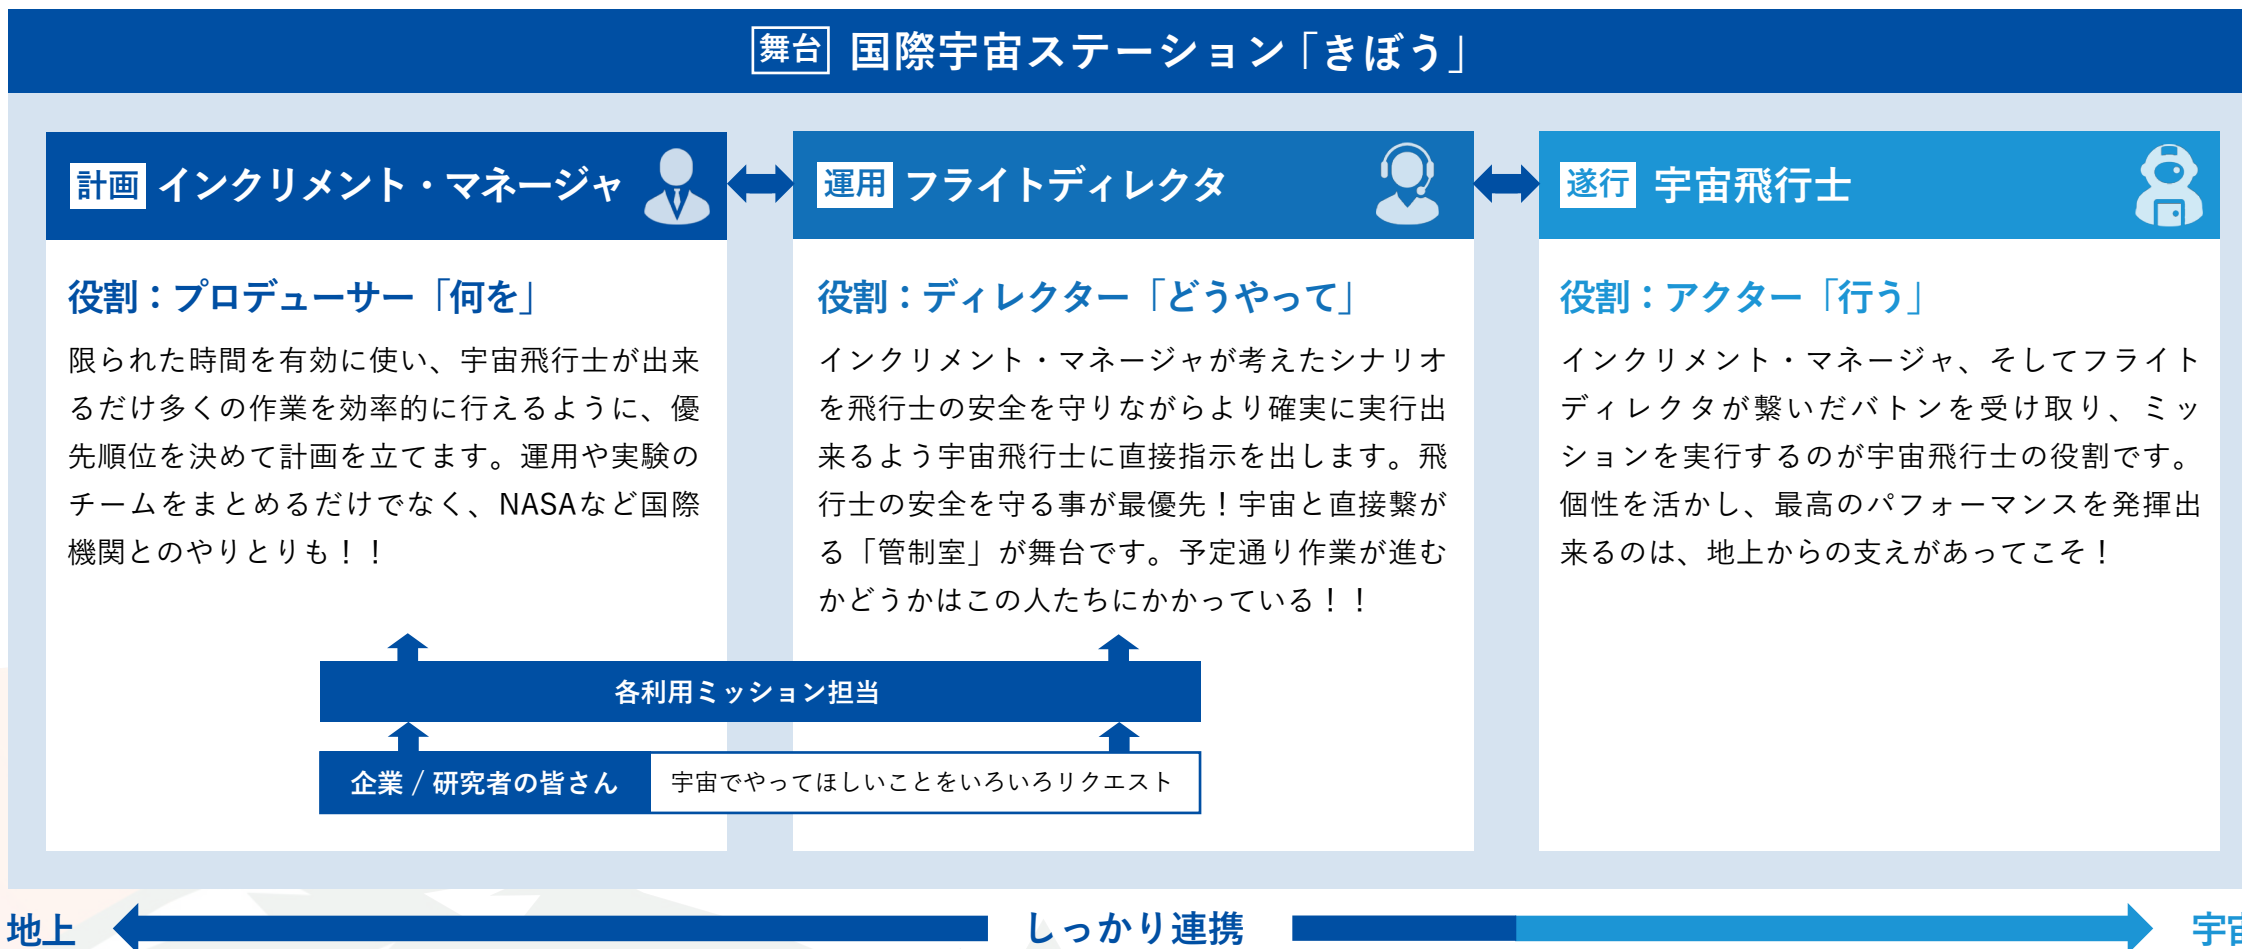 舞台 国際宇宙ステーション「きぼう」
計画 インクリメント・マネージャ
役割：プロデューサー「何を」
限られた時間を有効に使い、宇宙飛行士が出来
るだけ多くの作業を効率的に行えるように、優
先順位を決めて計画を立てます。運用や実験の
チームをまとめるだけでなく、NASAなど国際
機関とのやりとりも！！
運用 フライトディレクタ
役割：ディレクター「どうやって」
インクリメント・マネージャが考えたシナリオ
を飛行士の安全を守りながらより確実に実行出
来るよう宇宙飛行士に直接指示を出します。飛
行士の安全を守る事が最優先！宇宙と直接繋が
る「管制室」が舞台です。予定通り作業が進む
かどうかはこの人たちにかかっている！！
遂行 宇宙飛行士
役割：アクター「行う」
インクリメント・マネージャ、そしてフライト
ディレクタが繋いだバトンを受け取り、ミッ
ションを実行するのが宇宙飛行士の役割です。
個性を活かし、最高のパフォーマンスを発揮出
来るのは、地上からの支えがあってこそ！
各利用ミッション担当
企業 / 研究者の皆さん 宇宙でやってほしいことをいろいろリクエスト
地上 しっかり連携 宇宙